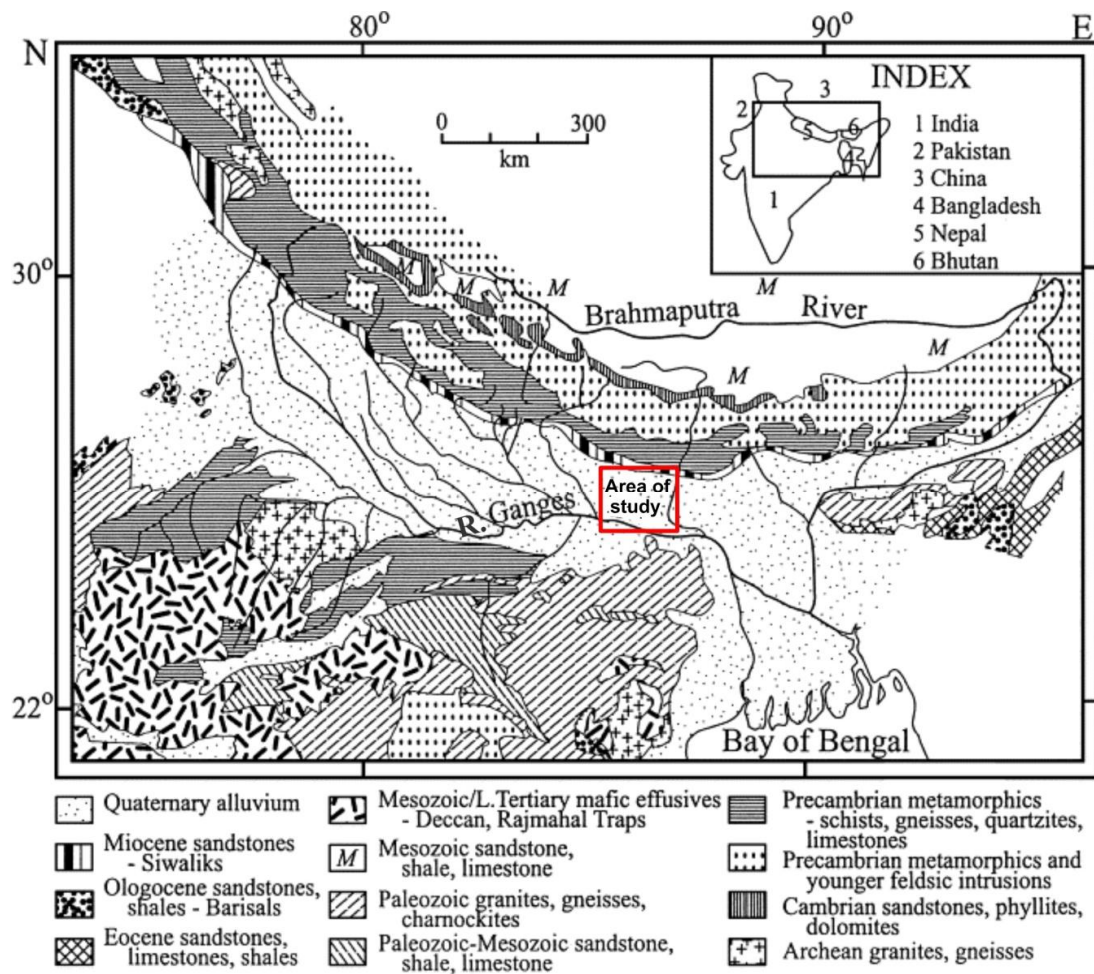 80°
90°
N
E
INDEX
3
2
5
6
4
1
1 India
2 Pakistan
3 China
4 Bangladesh
5 Nepal
6 Bhutan
0
300
km
30°
M
M
M
M
Brahmaputra River
M
M
Area of
study
R. Ganges
22°
Bay of Bengal
Quaternary alluvium
Miocene sandstones
- Siwaliks
Ologocene sandstones,
shales - Barisals
Eocene sandstones,
limestones, shales
Mesozoic/L.Tertiary mafic effusives
- Deccan, Rajmahal Traps
M
Mesozoic sandstone,
shale, limestone
Paleozoic granites, gneisses,
charnockites
Paleozoic-Mesozoic sandstone,
shale, limestone
Precambrian metamorphics
- schists, gneisses, quartzites,
limestones
Precambrian metamorphics and
younger feldsic intrusions
Cambrian sandstones, phyllites,
dolomites
Archean granites, gneisses